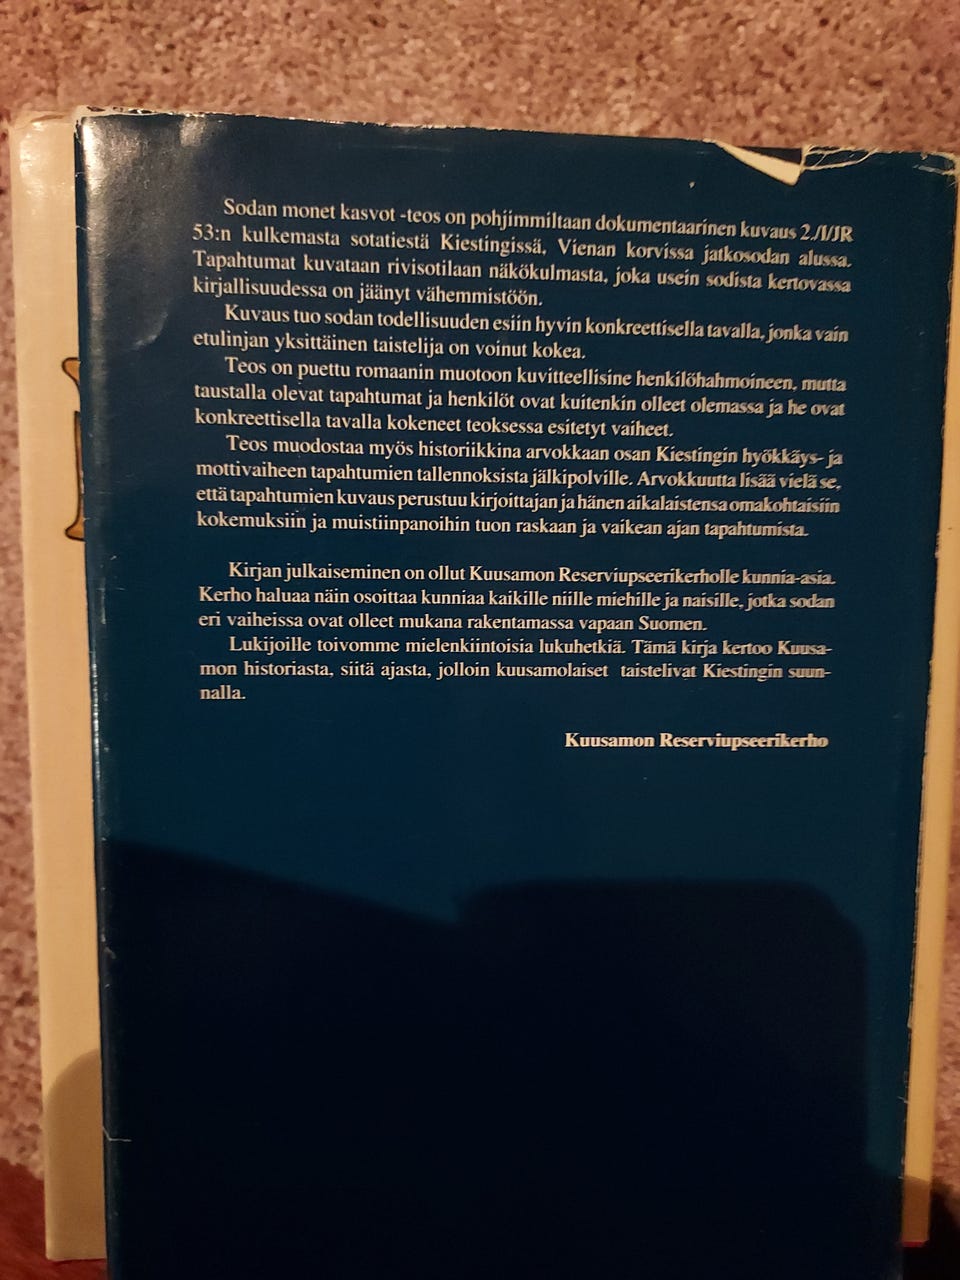 Sodan monet kasvot -teos on pohjimmiltaan dokumentaarinen kuvaus 2./I/JR
53:n kulkemasta sotatiestä Kiestingissä, Vienan korvissa jatkosodan alussa.
Tapahtumat kuvataan rivisotilaan näkökulmasta, joka usein sodista kertovassa
kirjallisuudessa on jäänyt vähemmistöön.
Kuvaus tuo sodan todellisuuden esiin hyvin konkreettisella tavalla, jonka vain
etulinjan yksittäinen taistelija on voinut kokea.
Teos on puettu romaanin muotoon kuvitteellisine henkilöhahmoineen, mutta
taustalla olevat tapahtumat ja henkilöt ovat kuitenkin olleet olemassa ja he ovat
konkreettisella tavalla kokeneet teoksessa esitetyt vaiheet.
Teos muodostaa myös historiikkina arvokkaan osan Kiestingin hyökkäys- ja
mottivaiheen tapahtumien tallennoksista jälkipolville. Arvokkuutta lisää vielä se,
että tapahtumien kuvaus perustuu kirjoittajan ja hänen aikalaistensa omakohtaisiin
kokemuksiin ja muistiinpanoihin tuon raskaan ja vaikean ajan tapahtumista.
Kirjan julkaiseminen on ollut Kuusamon Reserviupseerikerholle kunnia-asia.
Kerho haluaa näin osoittaa kunniaa kaikille niille miehille ja naisille, jotka sodan
eri vaiheissa ovat olleet mukana rakentamassa vapaan Suomen.
Lukijoille toivomme mielenkiintoisia lukuhetkiä. Tämä kirja kertoo Kuusa-
mon historiasta, siitä ajasta, jolloin kuusamolaiset taistelivat Kiestingin suun-
nalla.
Kuusamon Reserviupseerikerho